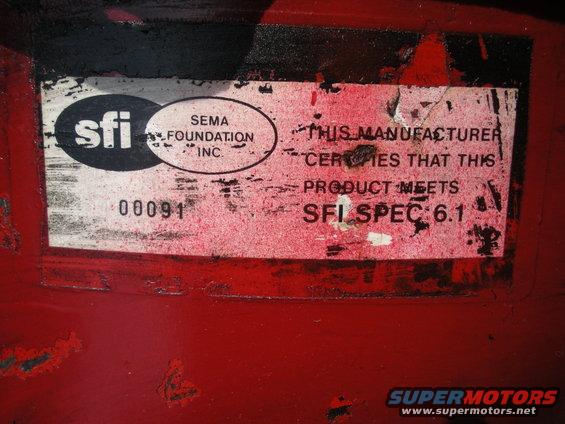 sfi
SEMA
FOUNDATION
INC.
00091
THIS MANUFACTURER
CERTIFIES THAT THIS
PRODUCT MEETS
SFI SPEC 6.1
SUPERMOTORS
www.supermotors.net